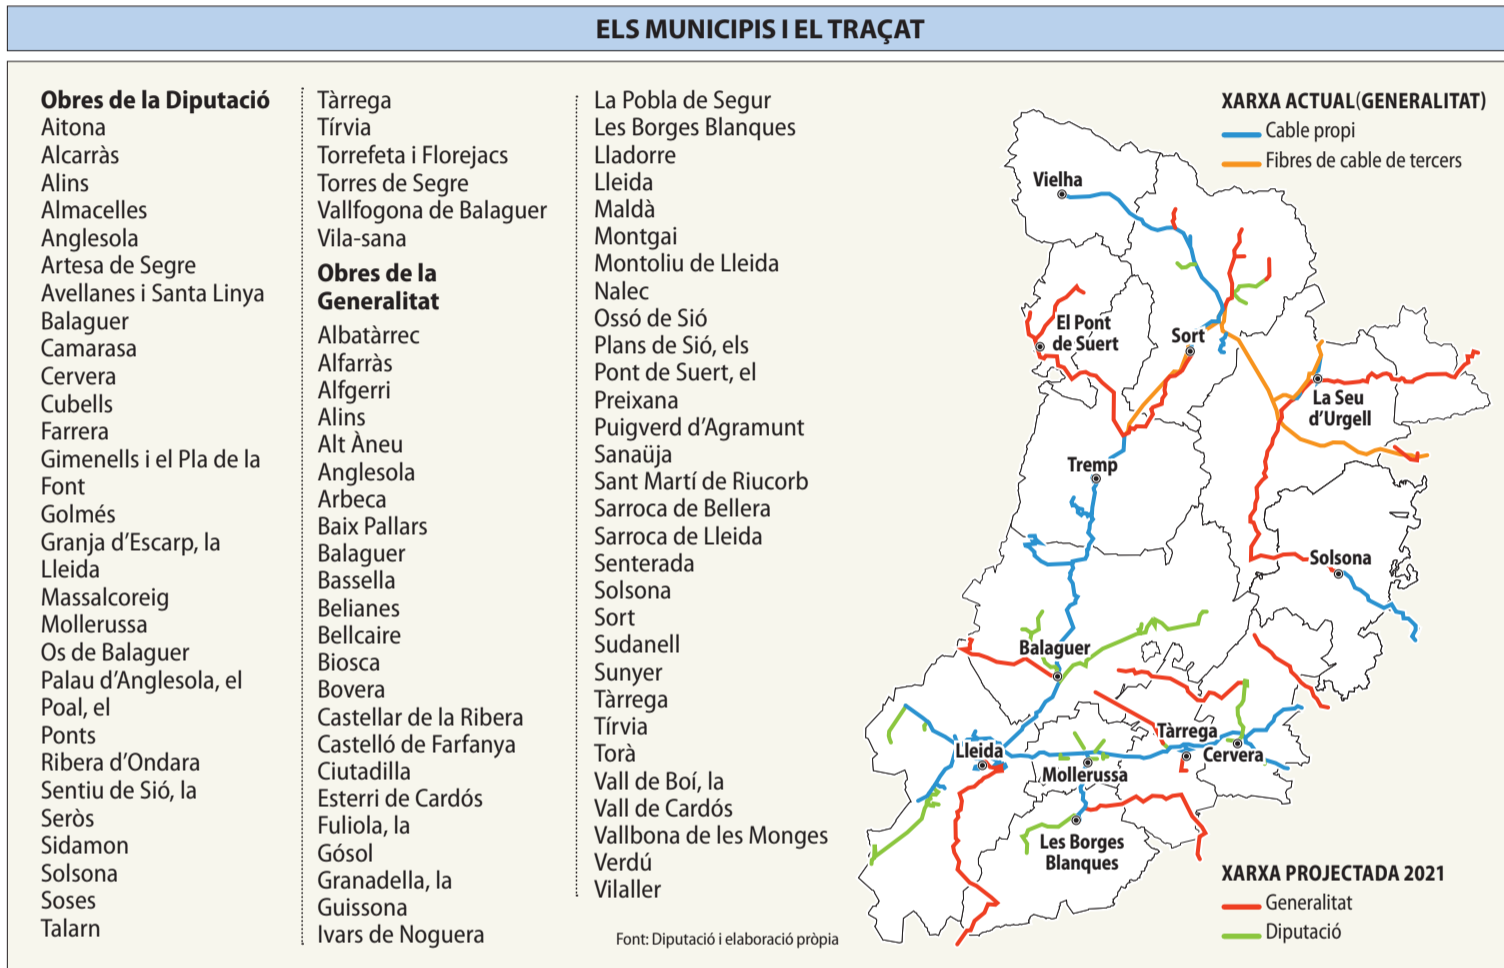 ELS MUNICIPIS I EL TRAÇAT
Obres de la Diputació
Aitona
Alcarràs
Alins
Almacelles
Anglesola
Artesa de Segre
Avellanes i Santa Linya
Balaguer
Camarasa
Cervera
Cubells
Farrera
Gimenells i el Pla de la
Font
Golmés
Granja d'Escarp, la
Lleida
Massalcoreig
Mollerussa
Os de Balaguer
Palau d'Anglesola, el
Poal, el
Ponts
Ribera d'Ondara
Sentiu de Sió, la
Seròs
Sidamon
Solsona
Soses
Talarn
Tàrrega
Tírvia
Torrefeta i Florejacs
Torres de Segre
Vallfogona de Balaguer
Vila-sana
Obres de la
Generalitat
Albatàrrec
Alfarràs
Alfgerri
Alins
Alt Àneu
Anglesola
Arbeca
Baix Pallars
Balaguer
Bassella
Belianes
Bellcaire
Biosca
Bovera
Castellar de la Ribera
Castelló de Farfanya
Ciutadilla
Esterri de Cardós
Fuliola, la
Gósol
Granadella, la
Guissona
Ivars de Noguera
La Pobla de Segur
Les Borges Blanques
Lladorre
Lleida
Maldà
Montgai
Montoliu de Lleida
Nalec
Ossó de Sió
Plans de Sió, els
Pont de Suert, el
Preixana
Puigverd d'Agramunt
Sanaüja
Sant Martí de Riucorb
Sarroca de Bellera
Sarroca de Lleida
Senterada
Solsona
Sort
Sudanell
Sunyer
Tàrrega
Tírvia
Torà
Vall de Boí, la
Vall de Cardós
Vallbona de les Monges
Verdú
Vilaller
Font: Diputació i elaboració pròpia
XARXA ACTUAL(GENERALITAT)
Cable propi
Fibres de cable de tercers
Vielha
El Pont
de Suert
Sort
La Seu
d'Urgell
Tremp
Solsona
Balaguer
Tàrrega
Lleida
Cervera
Mollerussa
Les Borges
Blanques
XARXA PROJECTADA 2021
Generalitat
Diputació